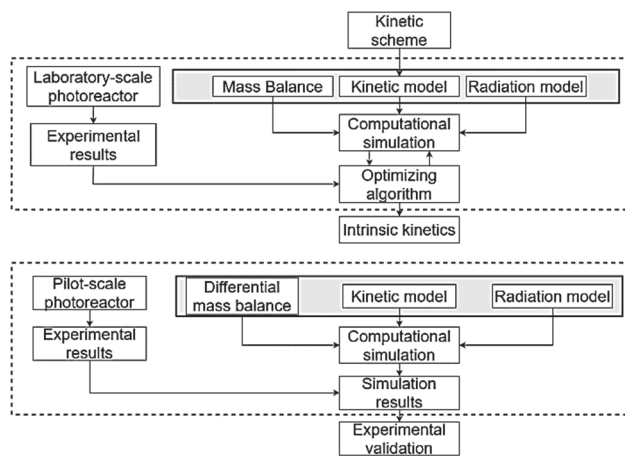 Kinetic
scheme
Laboratory-scale
photoreactor
Mass Balance
Kinetic model
Radiation model
Experimental
results
Computational
simulation
Optimizing
algorithm
Intrinsic kinetics
Pilot-scale
photoreactor
Differential
mass balance
Kinetic model
Radiation model
Experimental
results
Computational
simulation
Simulation
results
Experimental
validation